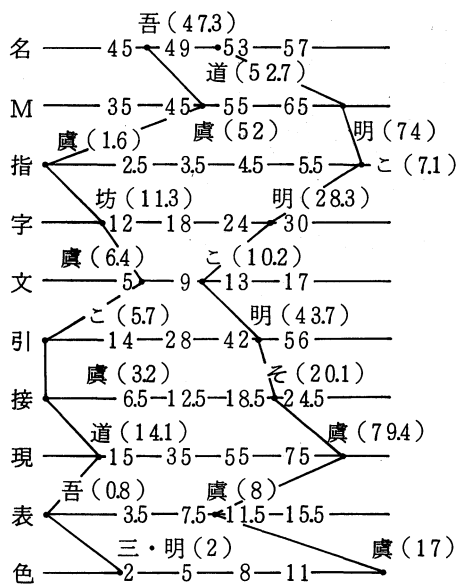 吾(47.3)
名 45 49 53 57
道(52.7)
M 35 45 55 65
虞(1.6) 虞(52) 明(74)
指 2.5 3.5 4.5 5.5 こ(7.1)
坊(11.3) 明(28.3)
字 12 18 24 30
虞(6.4) こ(10.2)
文 5 9 13 17
こ(5.7) 明(43.7)
引 14 28 42 56
虞(3.2) そ(20.1)
接 6.5 12.5 18.5 24.5
道(14.1) 虞(79.4)
現 15 35 55 75
吾(0.8) 虞(8)
表 3.5 7.5 11.5 15.5
三・明(2) 虞(17)
色 2 5 8 11